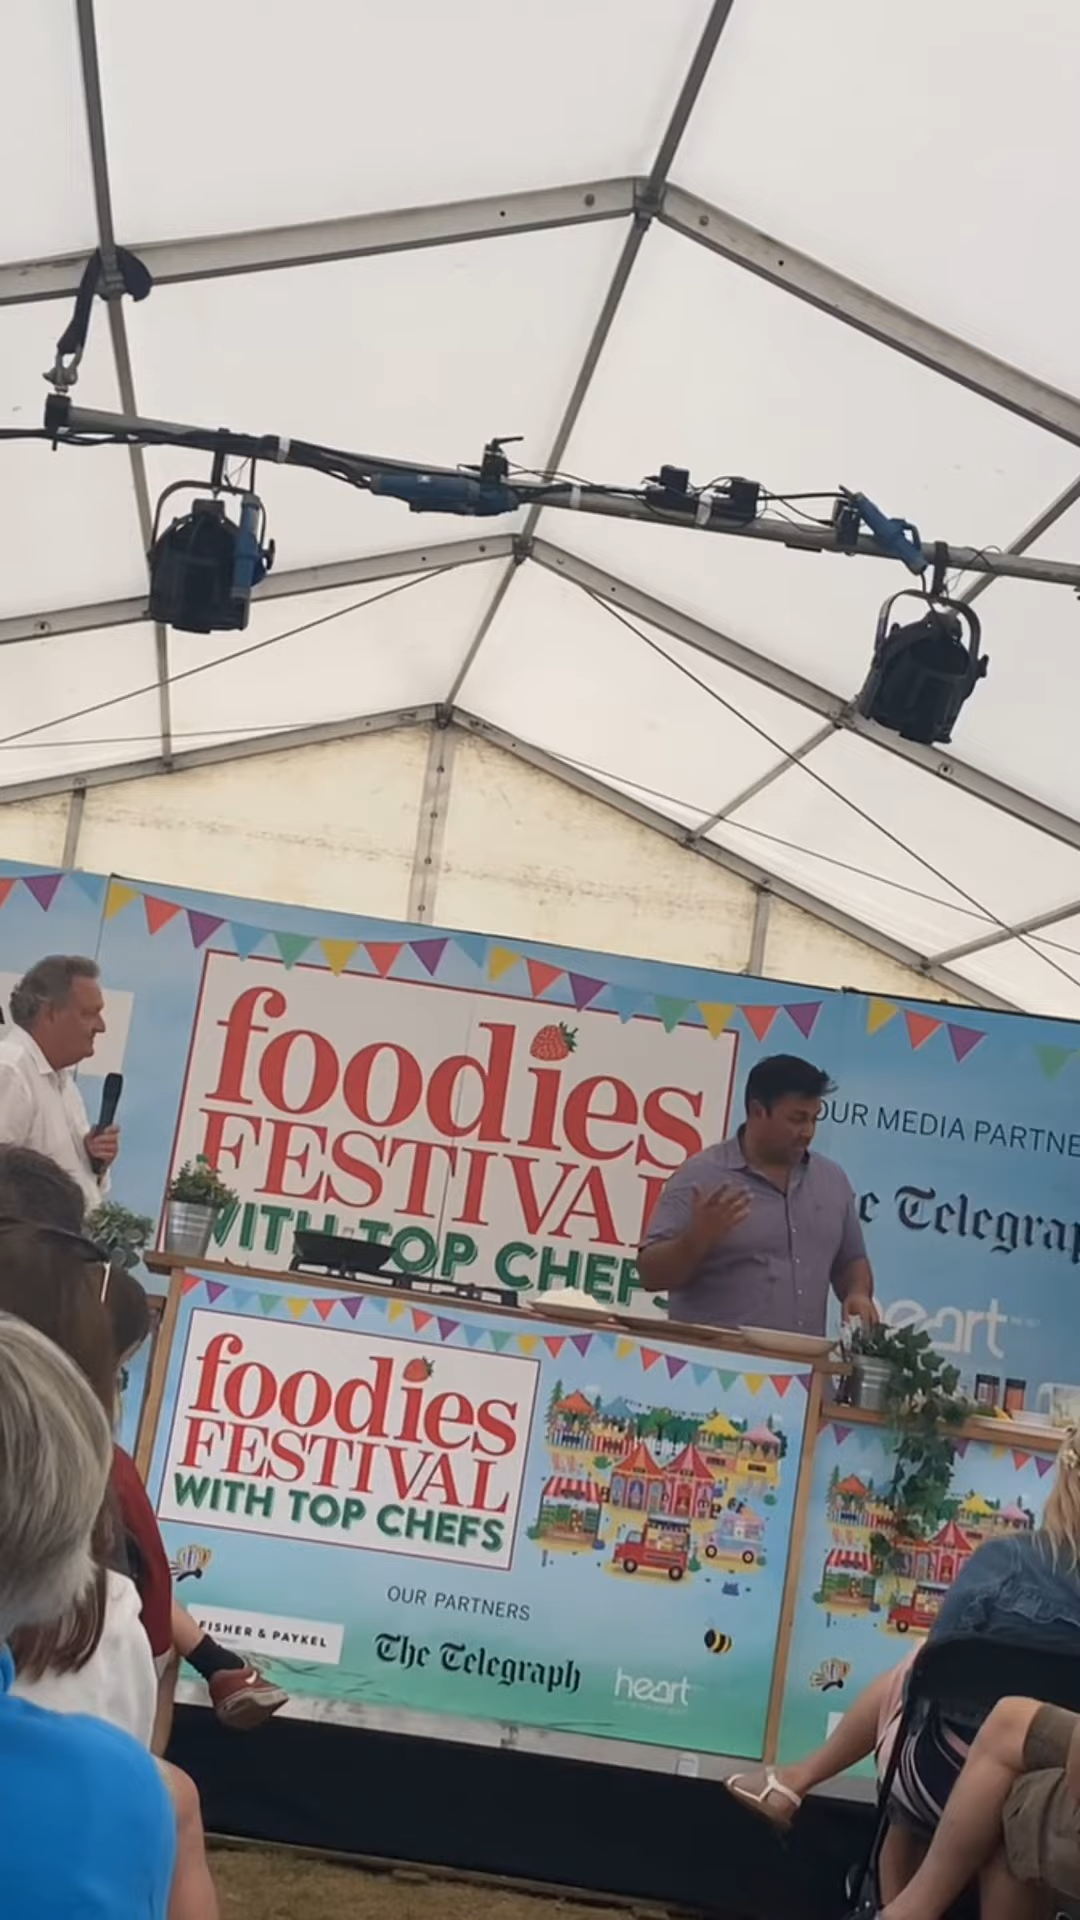 foodies
FESTIVAL
WITH TOP CHEFS
OUR MEDIA PARTNE
e Telegrap
heart
foodies
FESTIVAL
WITH TOP CHEFS
OUR PARTNERS
FISHER & PAYKEL
The Telegraph
heart